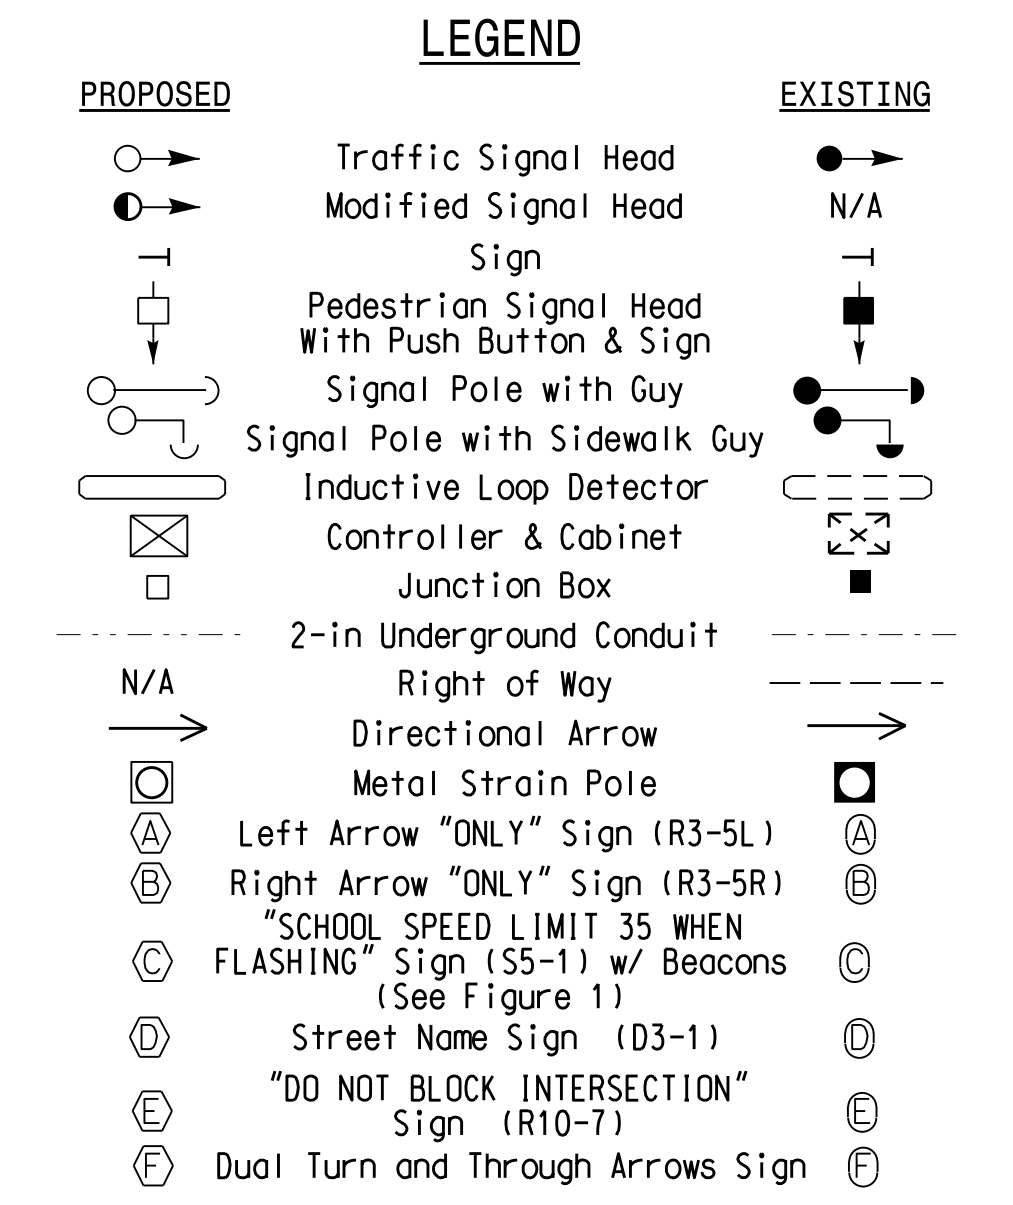 LEGEND
PROPOSED EXISTING
Traffic Signal Head
Modified Signal Head N/A
Sign
Pedestrian Signal Head
With Push Button & Sign
Signal Pole with Guy
Signal Pole with Sidewalk Guy
Inductive Loop Detector
Controller & Cabinet
Junction Box
2-in Underground Conduit
N/A Right of Way
Directional Arrow
Metal Strain Pole
A Left Arrow "ONLY" Sign (R3-5L) A
B Right Arrow "ONLY" Sign (R3-5R) B
"SCHOOL SPEED LIMIT 35 WHEN
C FLASHING" Sign (S5-1) w/ Beacons C
(See Figure 1)
D Street Name Sign (D3-1) D
"DO NOT BLOCK INTERSECTION"
E Sign (R10-7) E
F Dual Turn and Through Arrows Sign F